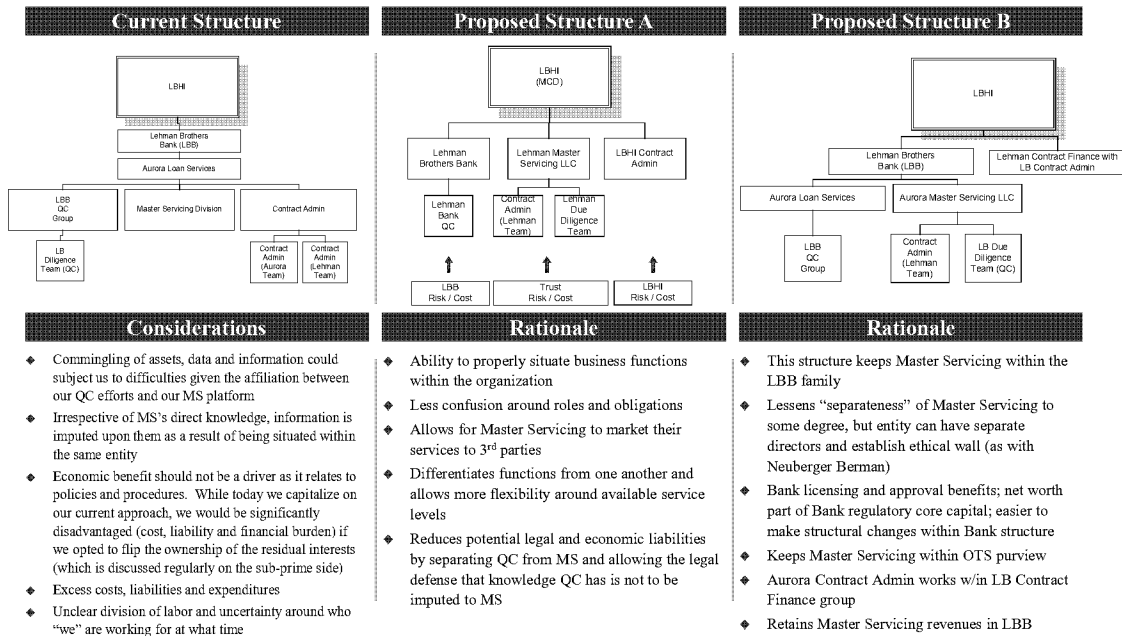 Current Structure
LBHI
Lehman Brothers
Bank (LBB)
Aurora Loan Services
LBB
QC
Group
Master Servicing Division
Contract Admin
LB
Diligence
Team (QC)
Contract
Admin
(Aurora
Team)
Contract
Admin
(Lehman
Team)
Proposed Structure A
LBHI
(MCD)
Lehman
Brothers Bank
Lehman Master
Servicing LLC
LBHI Contract
Admin
Lehman
Bank
QC
Contract
Admin
(Lehman
Team)
Lehman
Due
Diligence
Team
LBB
Risk / Cost
Trust
Risk / Cost
LBHI
Risk / Cost
Proposed Structure B
LBHI
Lehman Brothers
Bank (LBB)
Lehman Contract Finance with
LB Contract Admin
Aurora Loan Services
Aurora Master Servicing LLC
LBB
QC
Group
Contract
Admin
(Lehman
Team)
LB Due
Diligence
Team (QC)
Considerations
Commingling of assets, data and information could
subject us to difficulties given the affiliation between
our QC efforts and our MS platform
Irrespective of MS's direct knowledge, information is
imputed upon them as a result of being situated within
the same entity
Economic benefit should not be a driver as it relates to
policies and procedures. While today we capitalize on
our current approach, we would be significantly
disadvantaged (cost, liability and financial burden) if
we opted to flip the ownership of the residual interests
(which is discussed regularly on the sub-prime side)
Excess costs, liabilities and expenditures
Unclear division of labor and uncertainty around who
"we" are working for at what time
Rationale
Ability to properly situate business functions
within the organization
Less confusion around roles and obligations
Allows for Master Servicing to market their
services to 3rd parties
Differentiates functions from one another and
allows more flexibility around available service
levels
Reduces potential legal and economic liabilities
by separating QC from MS and allowing the legal
defense that knowledge QC has is not to be
imputed to MS
Rationale
This structure keeps Master Servicing within the
LBB family
Lessens "separateness" of Master Servicing to
some degree, but entity can have separate
directors and establish ethical wall (as with
Neuberger Berman)
Bank licensing and approval benefits; net worth
part of Bank regulatory core capital; easier to
make structural changes within Bank structure
Keeps Master Servicing within OTS purview
Aurora Contract Admin works w/in LB Contract
Finance group
Retains Master Servicing revenues in LBB